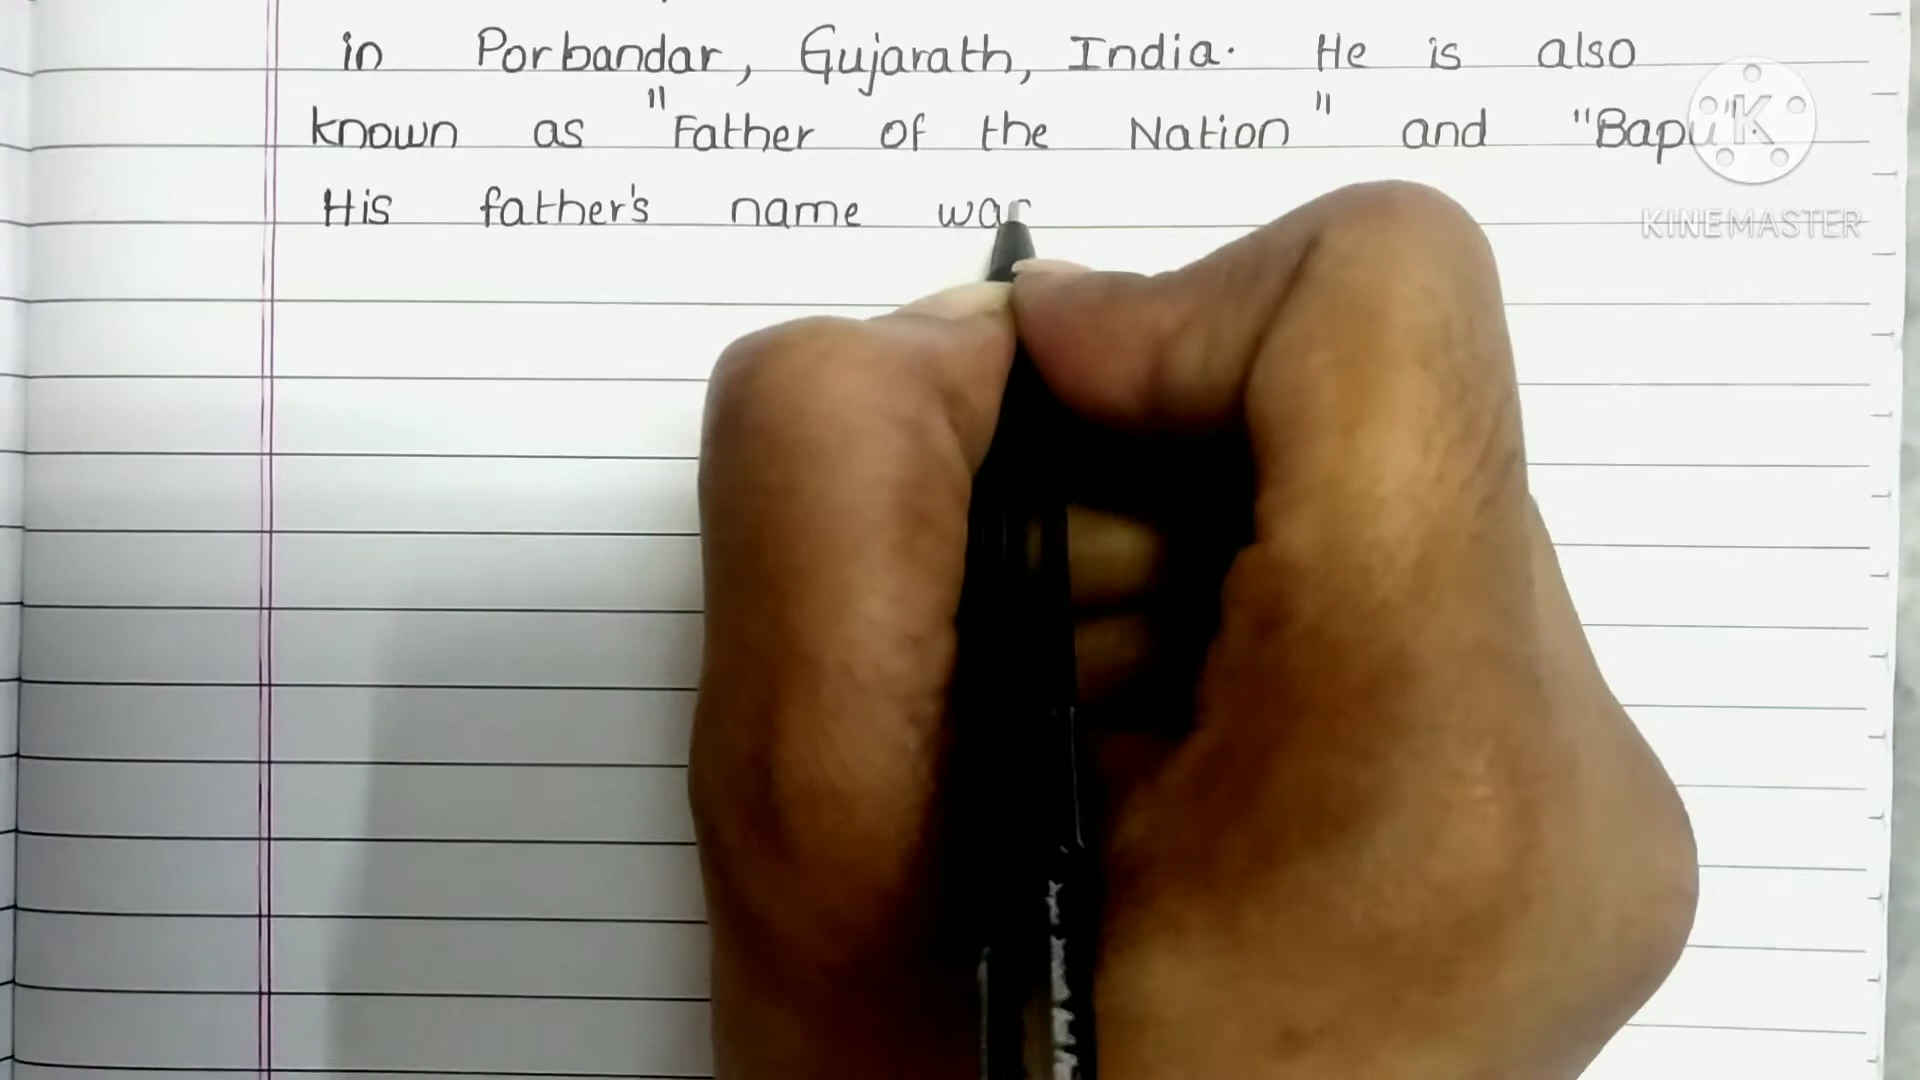 in Porbandar, Gujarath, India. He is also
known as "Father of the Nation" and "Bapu".
His father's name was
KINEMASTER